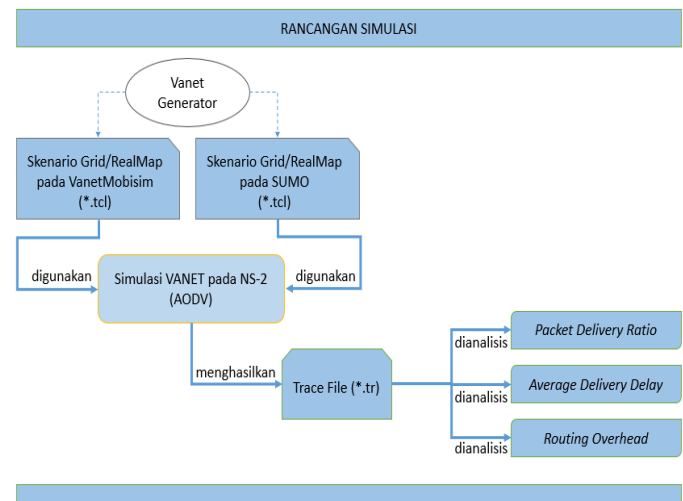 RANCANGAN SIMULASI
Vanet
Generator
Skenario Grid/RealMap
pada VanetMobisim
(*.tcl)
Skenario Grid/RealMap
pada SUMO
(*.tcl)
digunakan
Simulasi VANET pada NS-2
(AODV)
digunakan
menghasilkan
Trace File (*.tr)
dianalisis
Packet Delivery Ratio
dianalisis
Average Delivery Delay
dianalisis
Routing Overhead